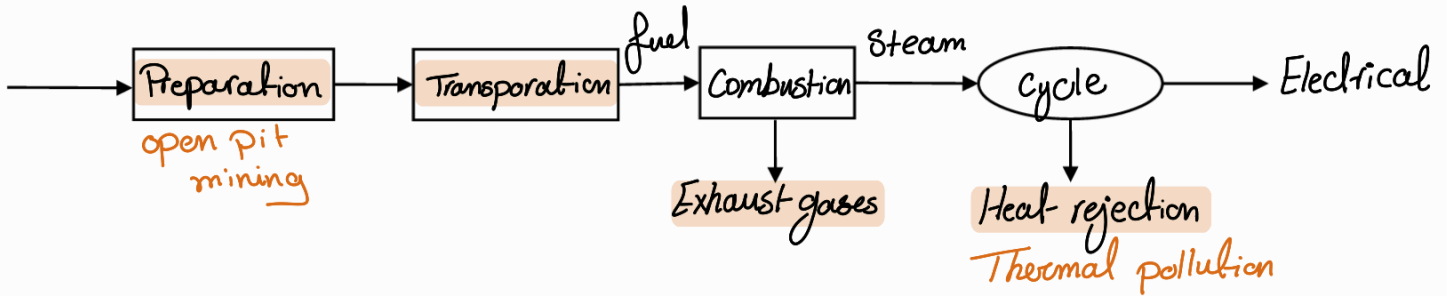 fuel
Steam
Preparation
Transporation
Combustion
Cycle
Electrical
open pit
mining
Exhaust gases
Heat rejection
Thermal pollution